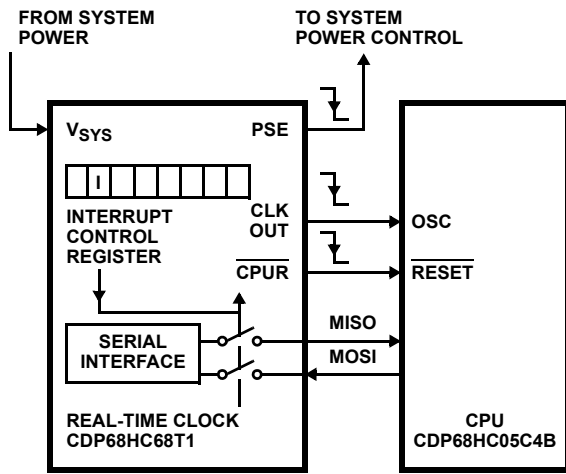 FROM SYSTEM
POWER
TO SYSTEM
POWER CONTROL
VSYS
PSE
I
INTERRUPT
CONTROL
REGISTER
CLK
OUT
CPUR
OSC
RESET
SERIAL
INTERFACE
MISO
MOSI
REAL-TIME CLOCK
CDP68HC68T1
CPU
CDP68HC05C4B